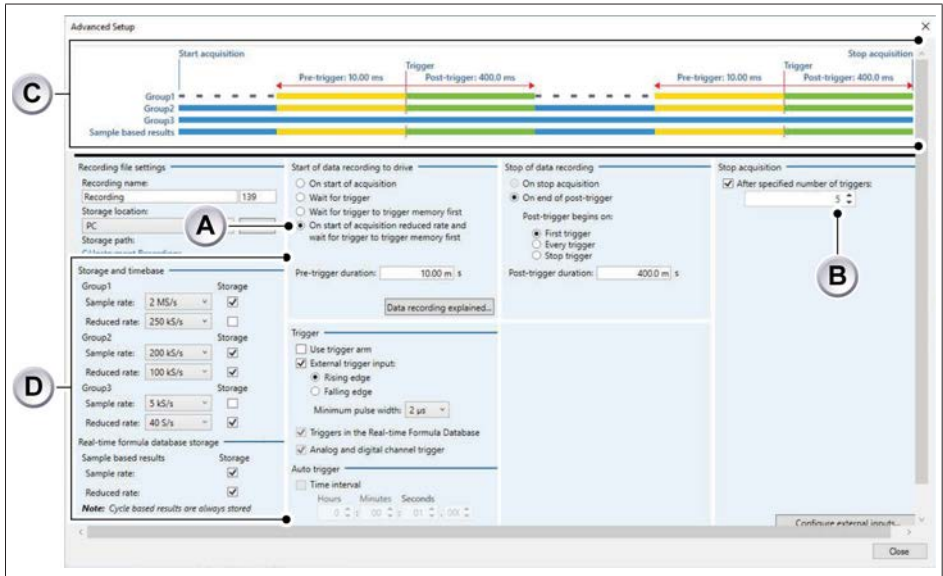 Advanced Setup
Start acquisition
Stop acquisition
Trigger
Trigger
Pre-trigger: 10.00 ms
Post-trigger: 400.0 ms
Pre-trigger: 10.00 ms
Post-trigger: 400.0 ms
C
Group1
Group2
Group3
Sample based results
Recording file settings
Recording name:
Recording
139
Storage location:
PC
Storage path:
A
Start of data recording to drive
On start of acquisition
Wait for trigger
Wait for trigger to trigger memory first
On start of acquisition reduced rate and
wait for trigger to trigger memory first
Pre-trigger duration:
10.00 m
s
Data recording explained...
Stop of data recording
On stop acquisition
On end of post-trigger
Post-trigger begins on:
First trigger
Every trigger
Stop trigger
Post-trigger duration:
400.0 m
s
Stop acquisition
After specified number of triggers:
5
B
D
Storage and timebase
Group1
Storage
Sample rate:
2 MS/s
Reduced rate:
250 kS/s
Group2
Storage
Sample rate:
200 kS/s
Reduced rate:
100 kS/s
Group3
Storage
Sample rate:
5 kS/s
Reduced rate:
40 S/s
Real-time formula database storage
Sample based results
Storage
Sample rate:
Reduced rate:
Note: Cycle based results are always stored
Trigger
Use trigger arm
External trigger input:
Rising edge
Falling edge
Minimum pulse width:
2 µs
Triggers in the Real-time Formula Database
Analog and digital channel trigger
Auto trigger
Time interval
Hours
Minutes
Seconds
0
00
01
Configure external inputs...
Close